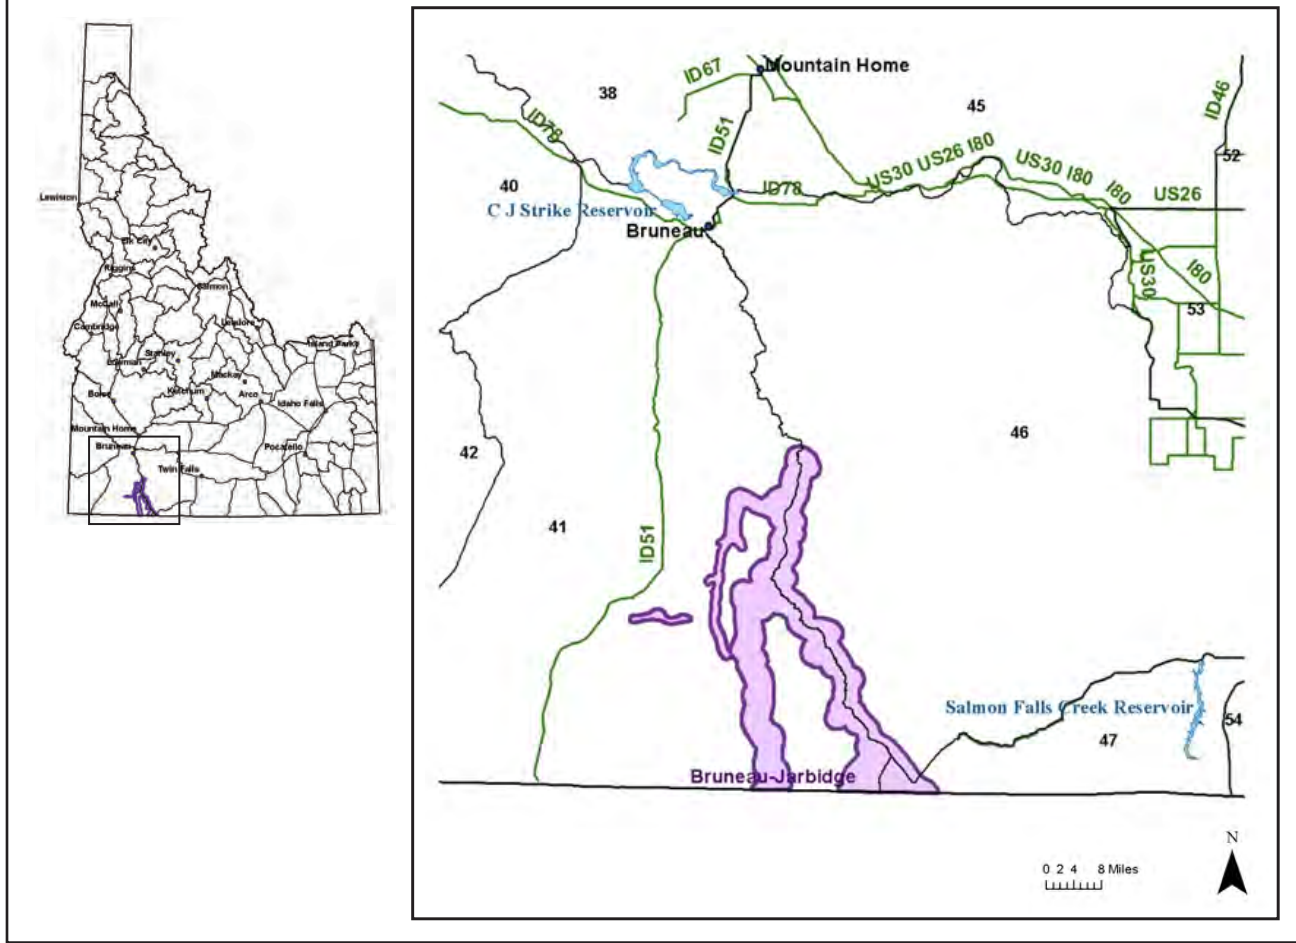 Lewiston
Elk City
Riggins
Salmon
McCall
Cambridge
Leadore
Island Park
Stanley
Lowman
Mackay
Boise
Ketchum
Arco
Idaho Falls
Mountain Home
Bruneau
Pocatello
Twin Falls
Mountain Home
ID67
38
45
ID46
ID78
ID51
52
US30 US26 I80
US30 I80
40
ID78
I80
US26
C J Strike Reservoir
Bruneau
US30
I80
53
46
42
41
ID51
Salmon Falls Creek Reservoir
54
47
Bruneau-Jarbidge
N
0 2 4 8 Miles